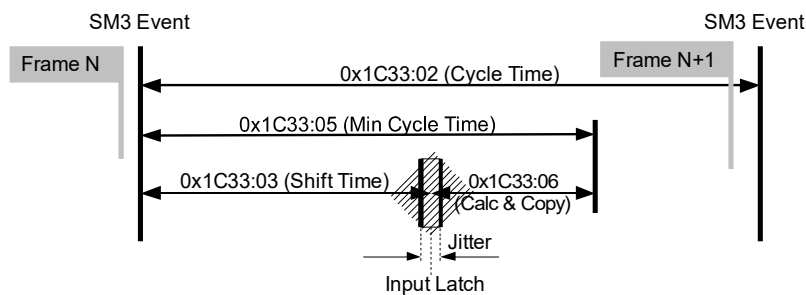 SM3 Event
SM3 Event
Frame N
Frame N+1
0x1C33:02 (Cycle Time)
0x1C33:05 (Min Cycle Time)
0x1C33:03 (Shift Time)
0x1C33:06
(Calc & Copy)
Jitter
Input Latch